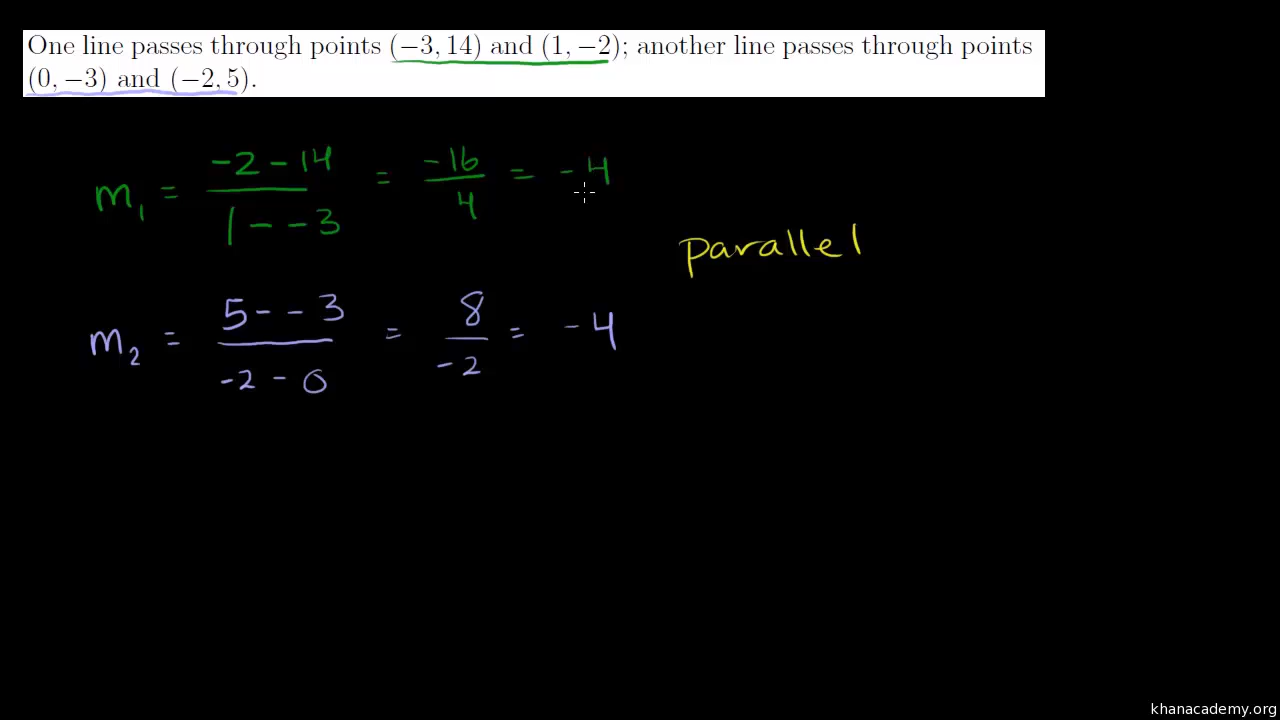 One line passes through points (−3, 14) and (1, −2); another line passes through points
(0, −3) and (−2, 5).
m₁ = (-2 - 14)/(1 - -3) = -16/4 = -4
parallel
m₂ = (5 - -3)/(-2 - 0) = 8/-2 = -4
khanacademy.org